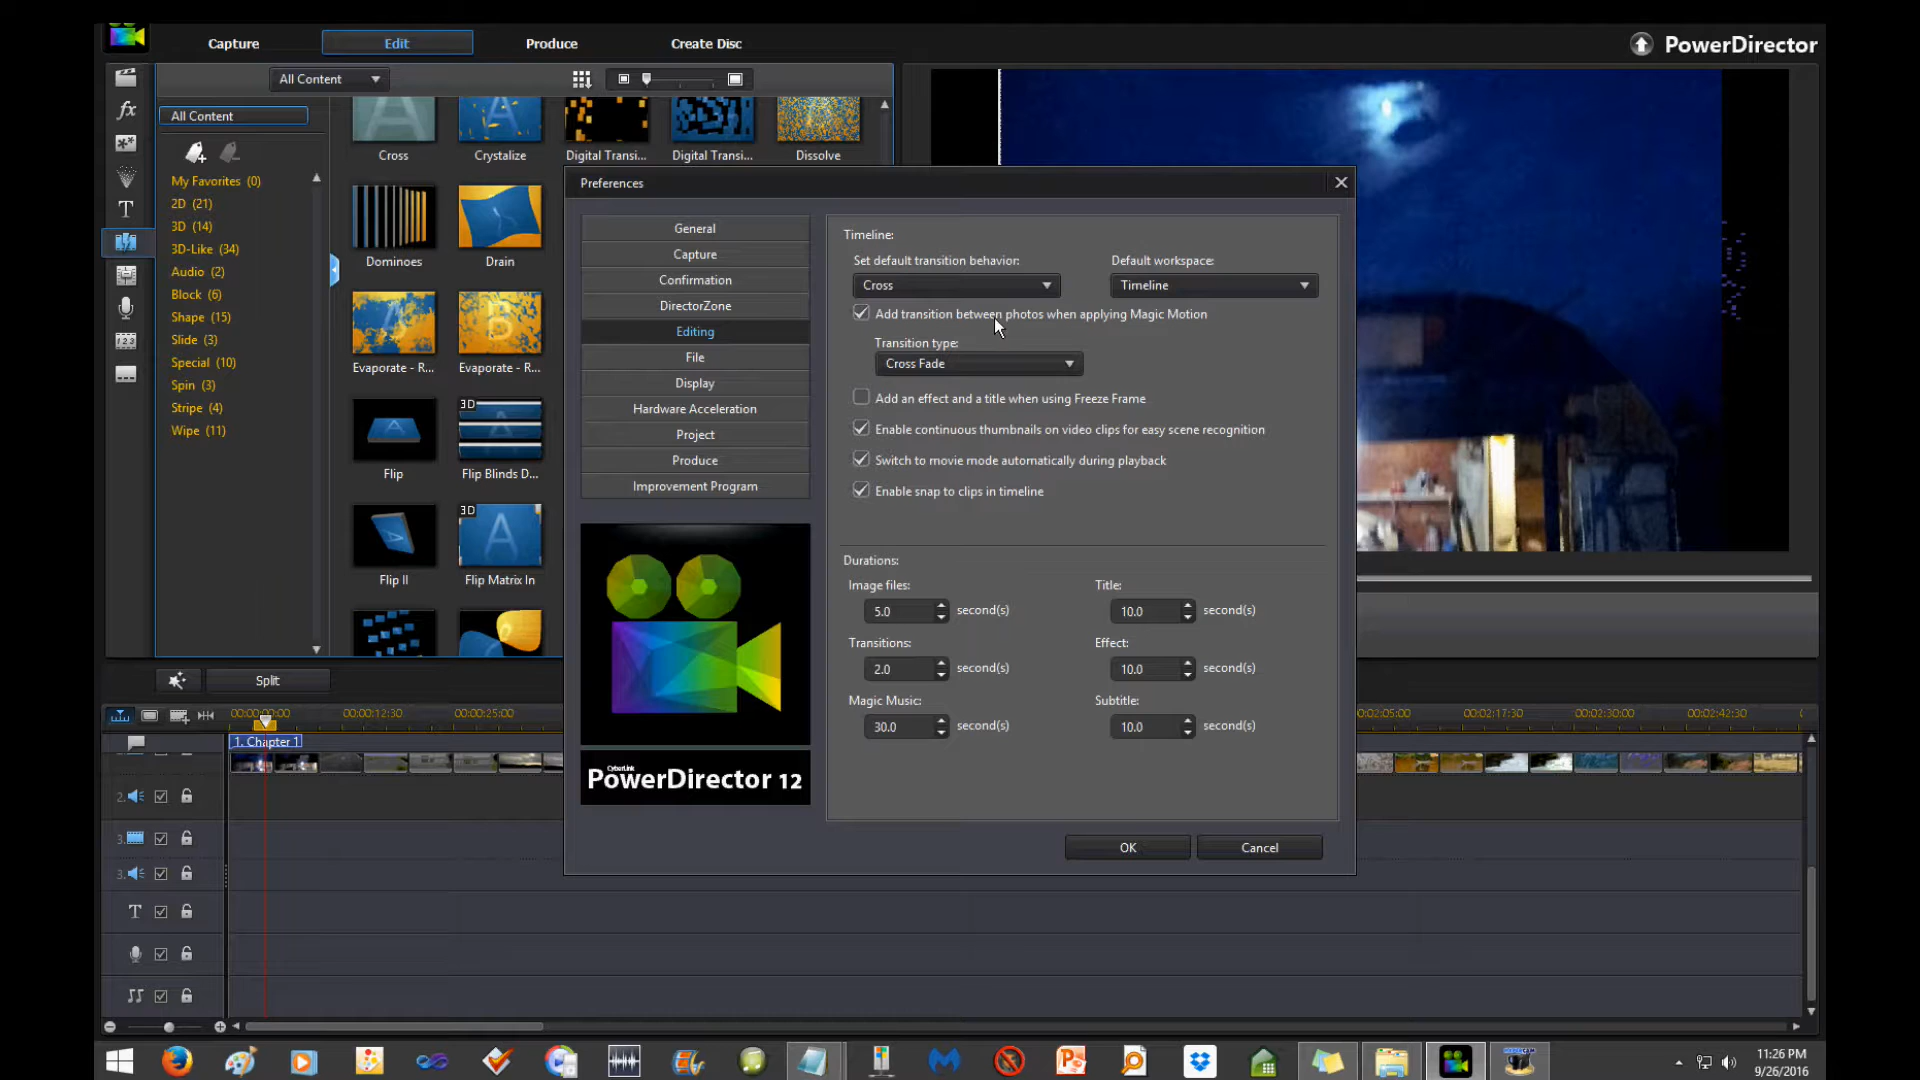 Capture
Edit
Produce
Create Disc
PowerDirector
All Content
All Content
My Favorites (0)
2D (21)
3D (14)
3D-Like (34)
Audio (2)
Block (6)
Shape (15)
Slide (3)
Special (10)
Spin (3)
Stripe (4)
Wipe (11)
Cross
Crystalize
Digital Transi...
Digital Transi...
Dissolve
Dominoes
Drain
Evaporate - R...
Evaporate - R...
Flip
3D
Flip Blinds D...
Flip II
3D
Flip Matrix In
Preferences
General
Capture
Confirmation
DirectorZone
Editing
File
Display
Hardware Acceleration
Project
Produce
Improvement Program
CyberLink
PowerDirector 12
Timeline:
Set default transition behavior:
Default workspace:
Cross
Timeline
Add transition between photos when applying Magic Motion
Transition type:
Cross Fade
Add an effect and a title when using Freeze Frame
Enable continuous thumbnails on video clips for easy scene recognition
Switch to movie mode automatically during playback
Enable snap to clips in timeline
Durations:
Image files:
Title:
5.0 second(s)
10.0 second(s)
Transitions:
Effect:
2.0 second(s)
10.0 second(s)
Magic Music:
Subtitle:
30.0 second(s)
10.0 second(s)
OK
Cancel
Split
00:00:00:00
00:00:12:30
00:00:25:00
0:02:05:00
00:02:17:30
00:02:30:00
00:02:42:30
1. Chapter 1
2.
3.
3.
11:26 PM
9/26/2016